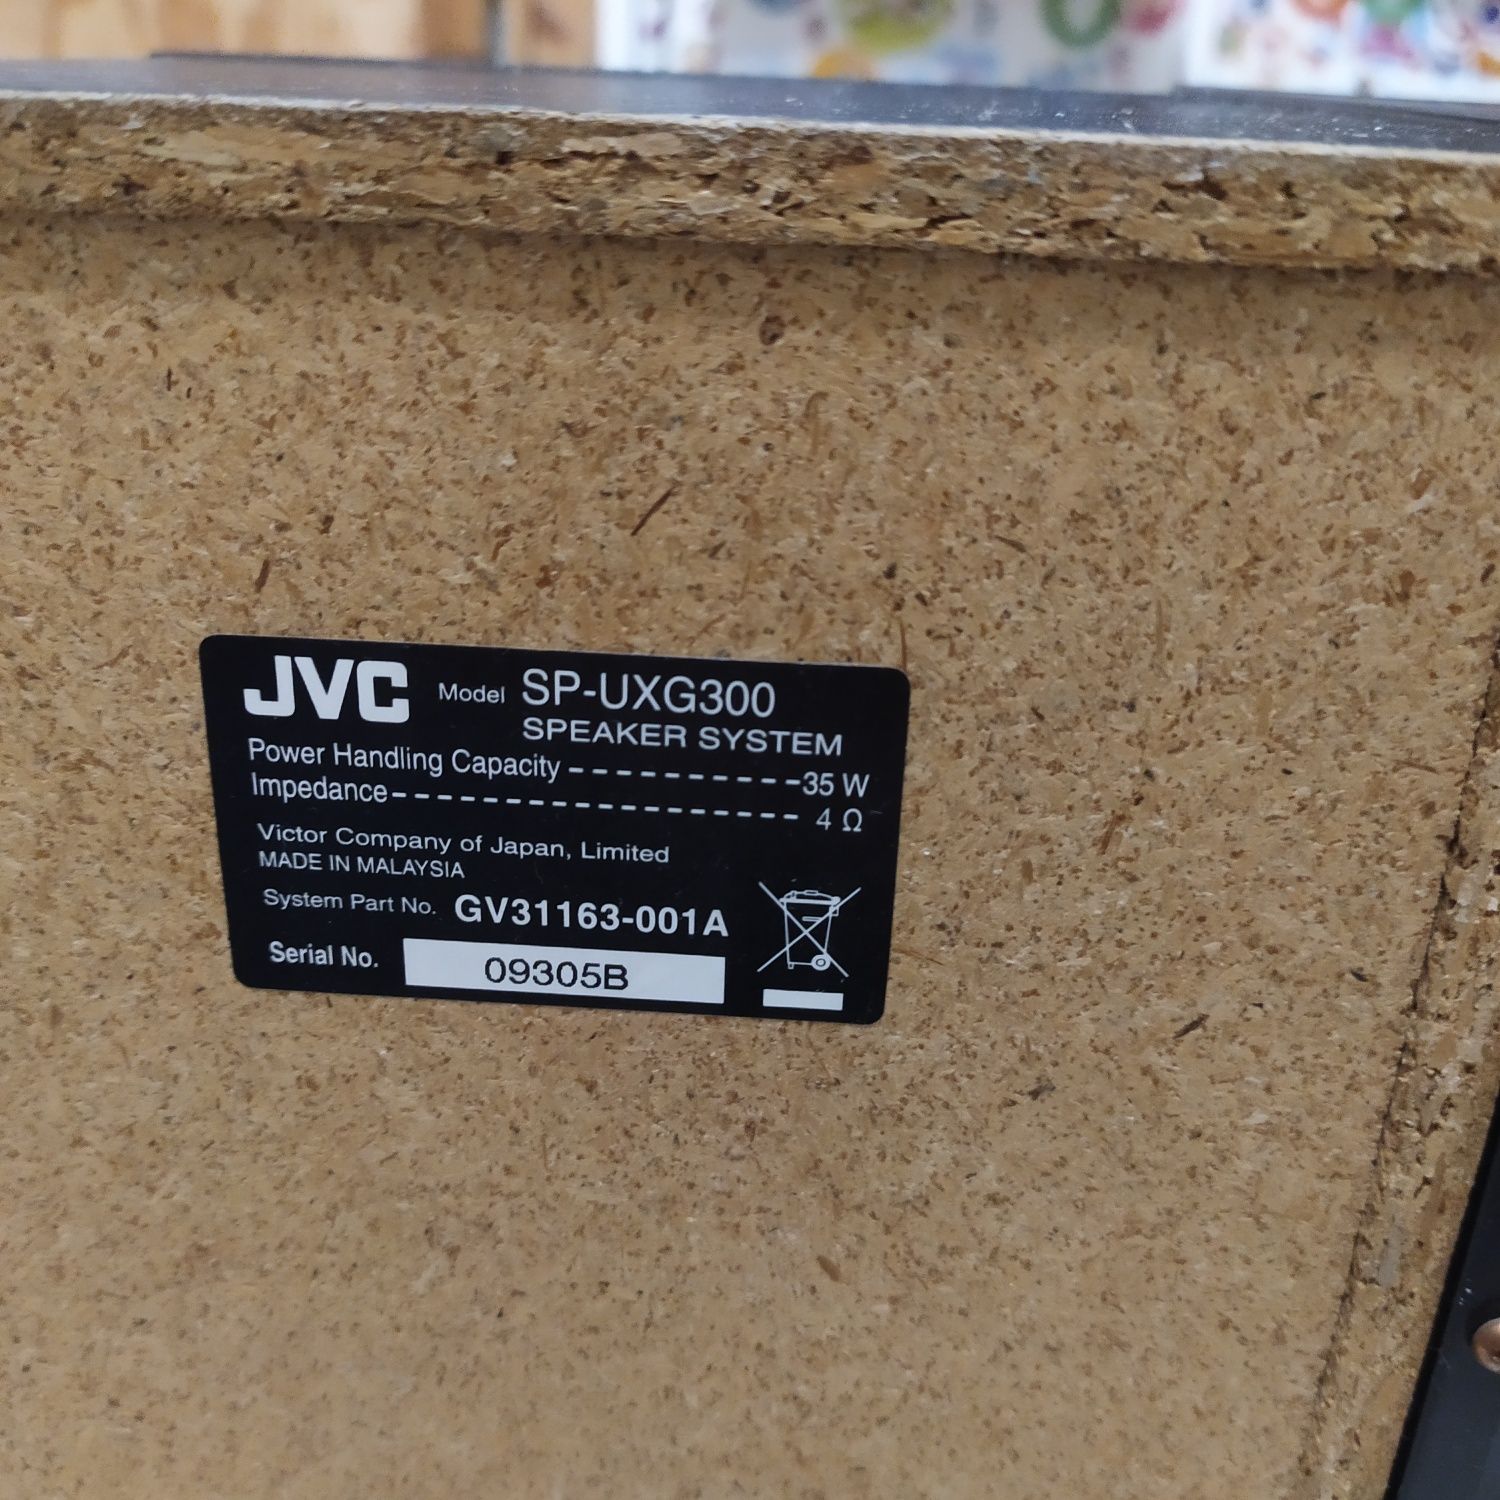 JVC Model SP-UXG300
SPEAKER SYSTEM
Power Handling Capacity ----------35 W
Impedance------------------ 4 Ω
Victor Company of Japan, Limited
MADE IN MALAYSIA
System Part No. GV31163-001A
Serial No. 09305B